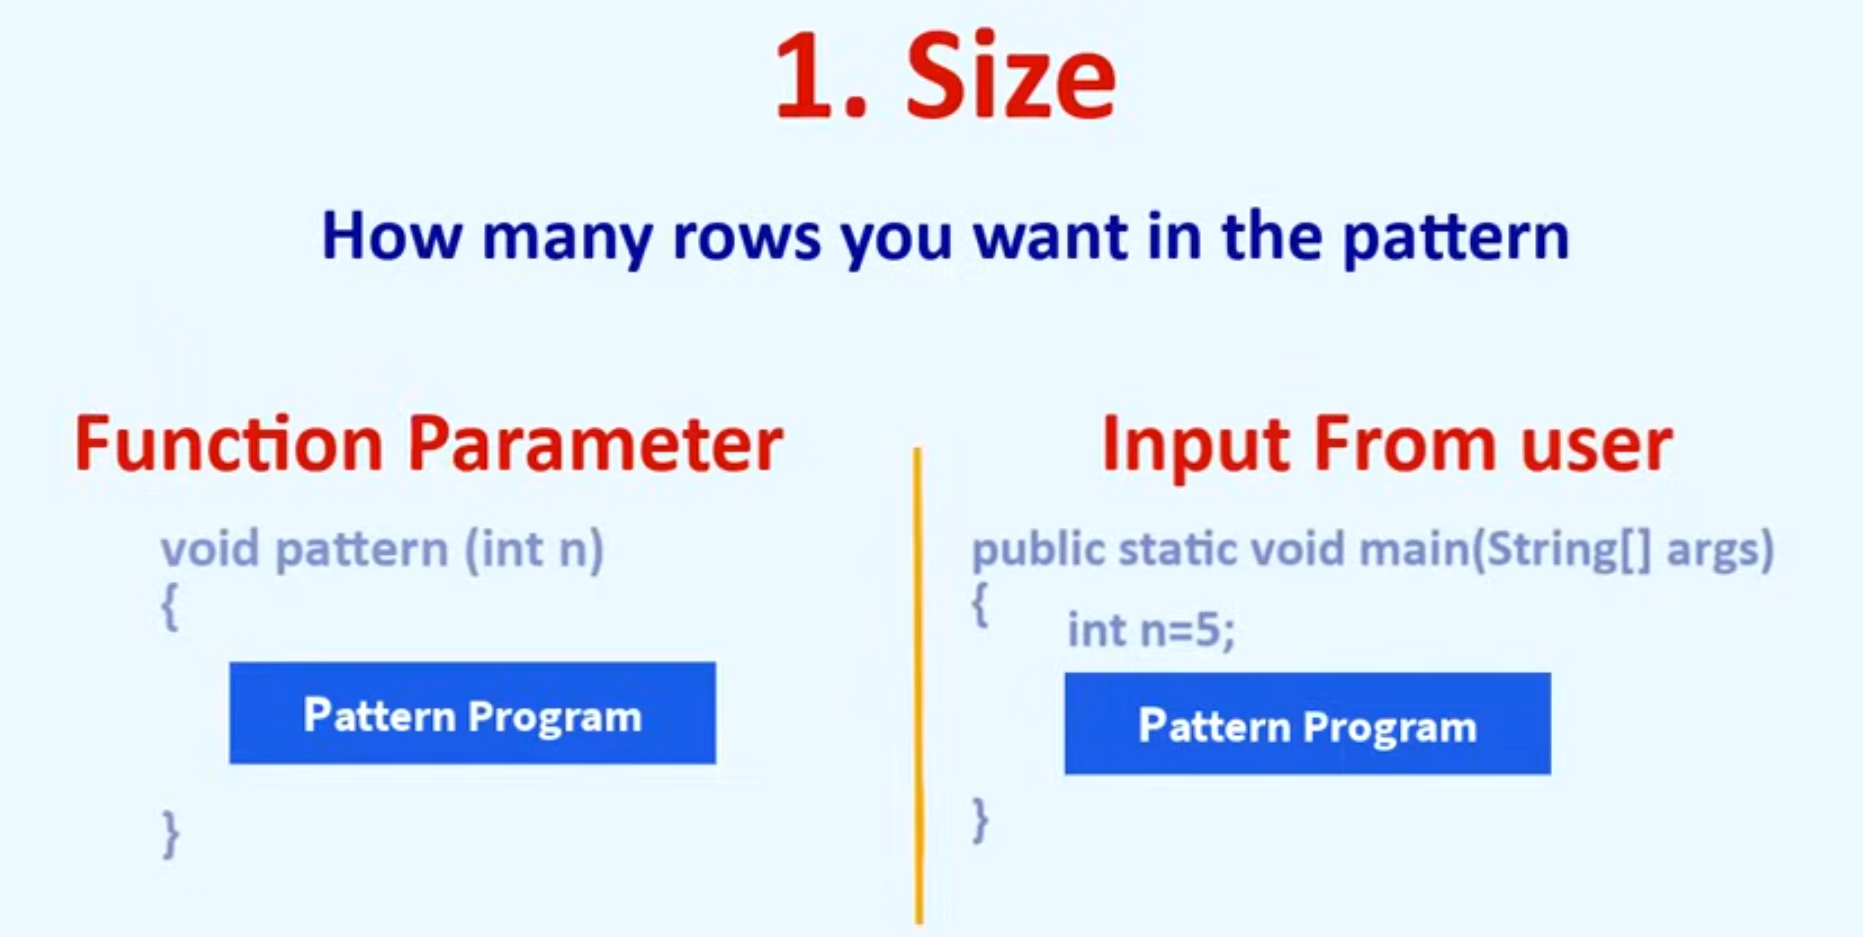 1. Size
How many rows you want in the pattern
Function Parameter
void pattern (int n)
{
Pattern Program
}
Input From user
public static void main(String[] args)
{
int n=5;
Pattern Program
}